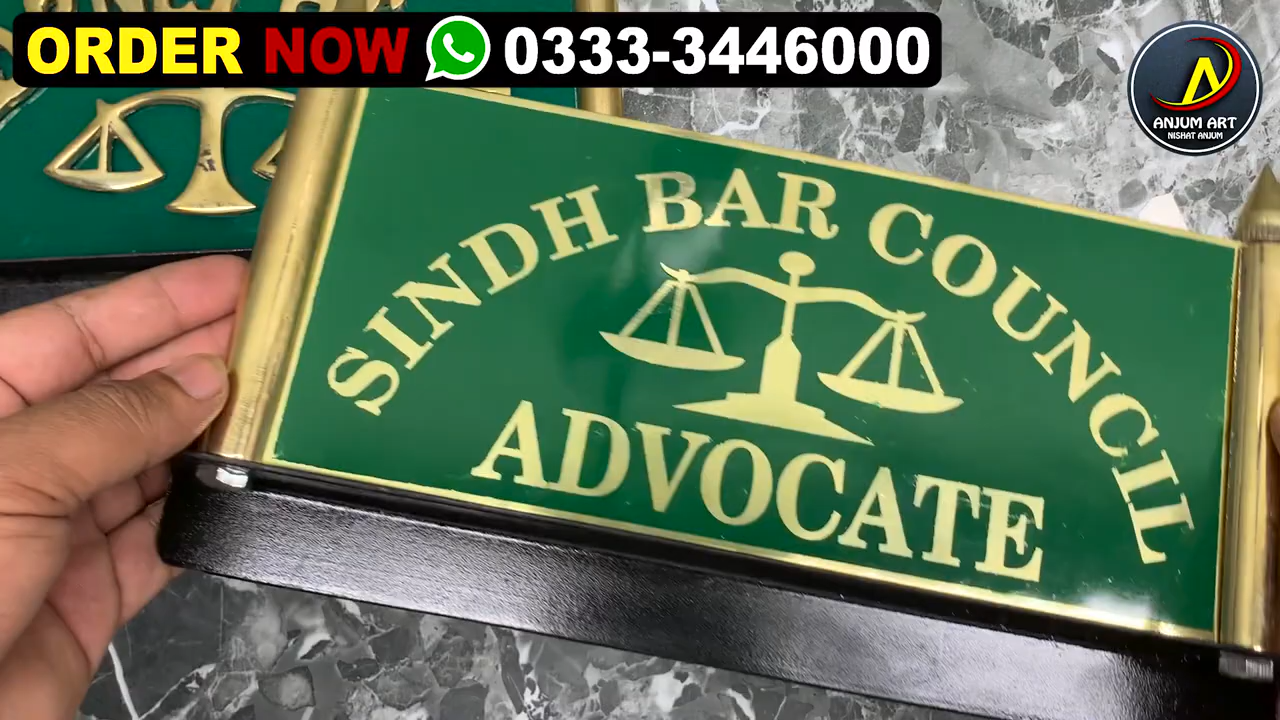 ORDER NOW 0333-3446000
ANJUM ART
NISHAT ANJUM
SINDH BAR COUNCIL
ADVOCATE